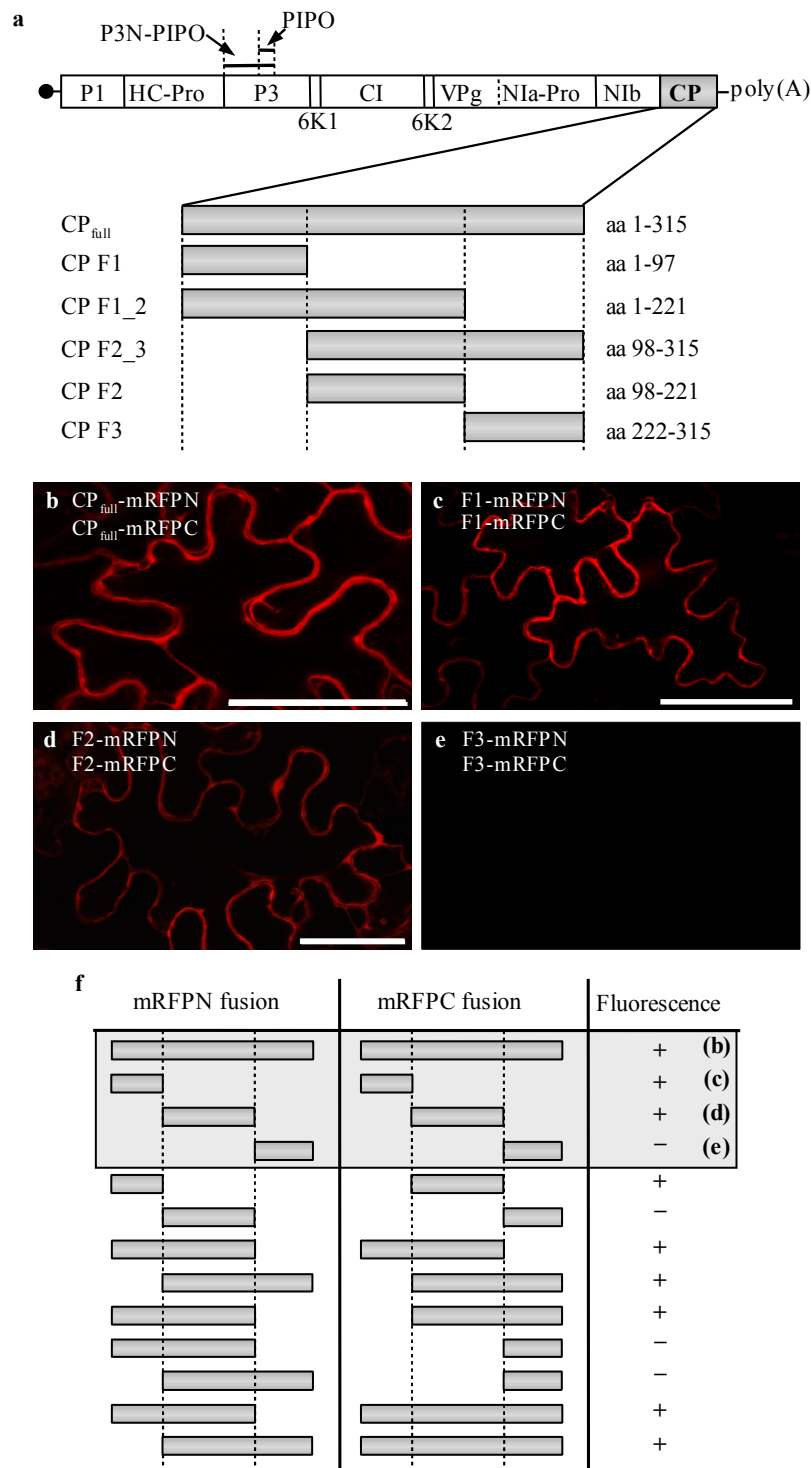 a
P3N-PIPO PIPO
P1 HC-Pro P3 CI VPg NIa-Pro NIb CP poly(A)
6K1 6K2
CPfull aa 1-315
CP F1 aa 1-97
CP F1_2 aa 1-221
CP F2_3 aa 98-315
CP F2 aa 98-221
CP F3 aa 222-315
b CPfull-mRFPN
CPfull-mRFPC
c F1-mRFPN
F1-mRFPC
d F2-mRFPN
F2-mRFPC
e F3-mRFPN
F3-mRFPC
f
mRFPN fusion mRFPC fusion Fluorescence
+ (b)
+ (c)
+ (d)
− (e)
+
−
+
+
+
−
−
+
+